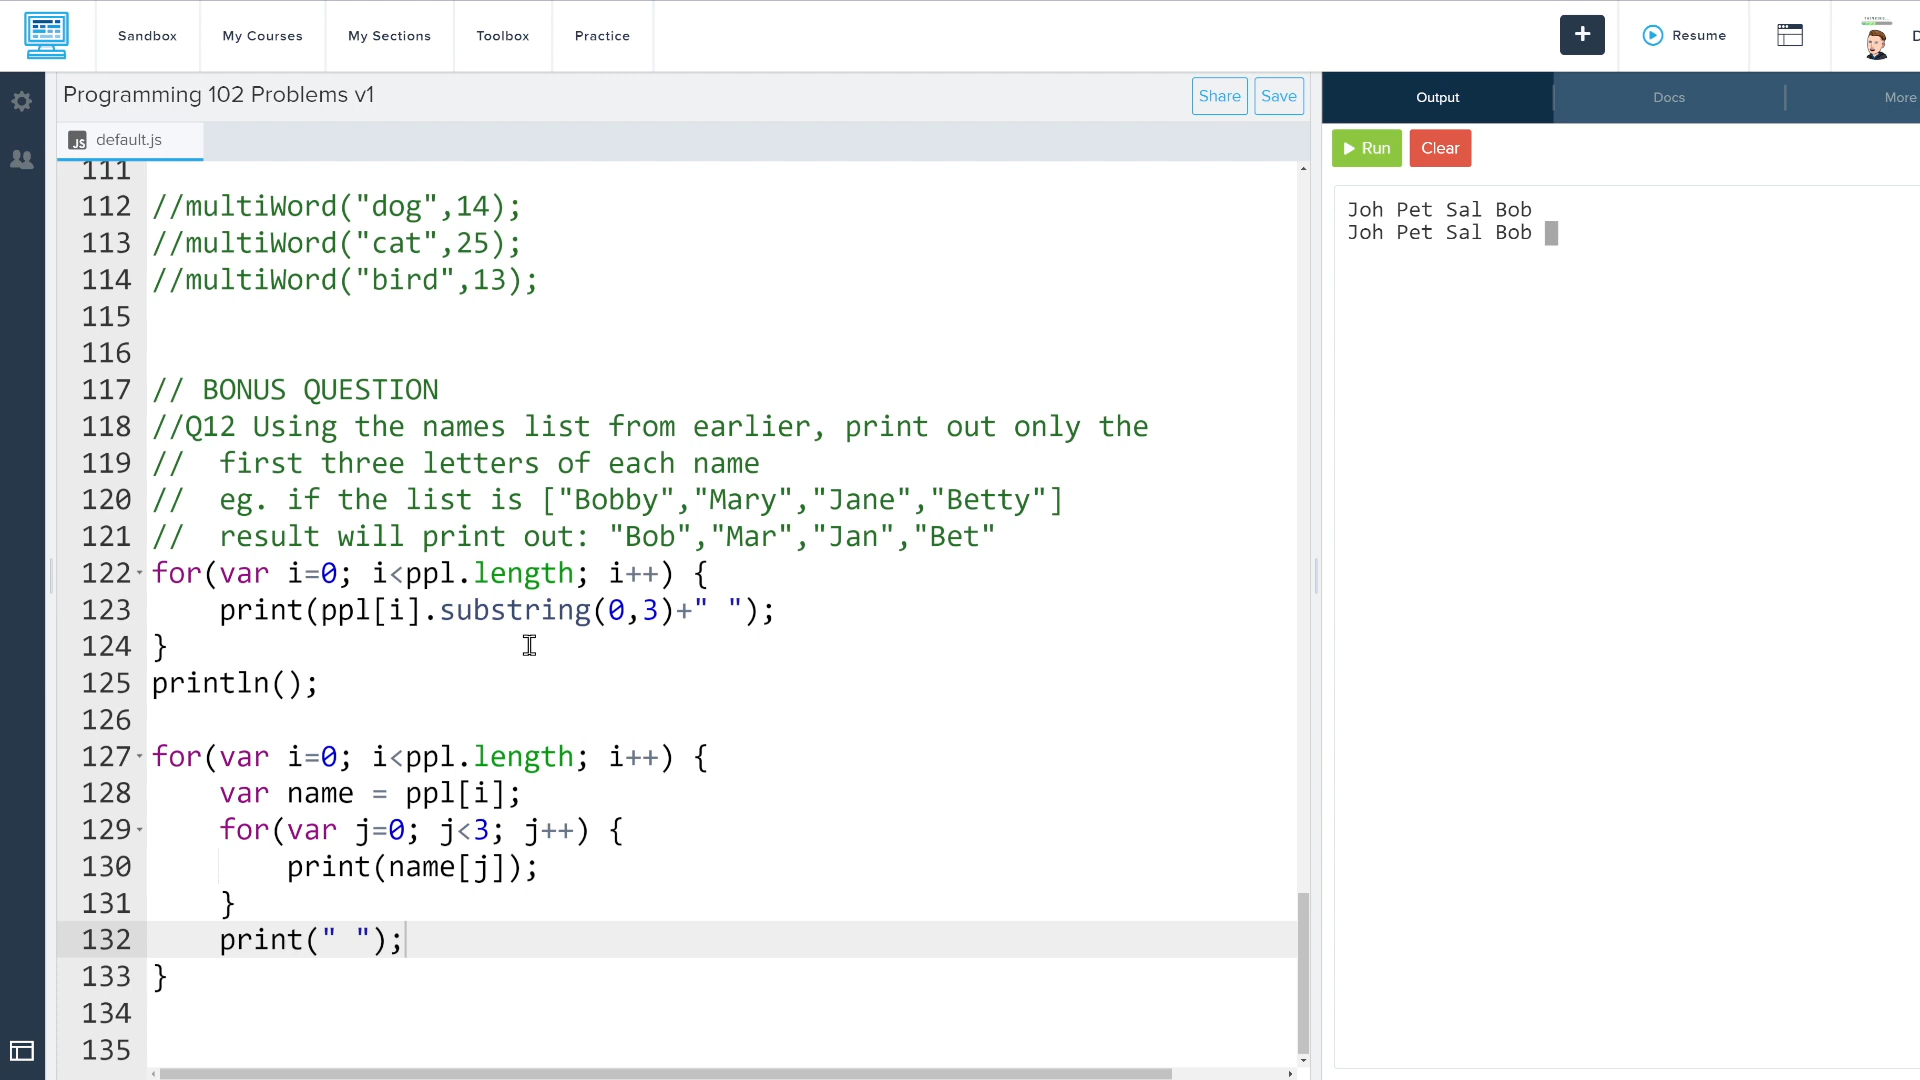 Sandbox
My Courses
My Sections
Toolbox
Practice
+
Resume
Programming 102 Problems v1
Share
Save
Output
Docs
More
JS default.js
Run
Clear
111
112 //multiWord("dog",14);
113 //multiWord("cat",25);
114 //multiWord("bird",13);
115
116
117 // BONUS QUESTION
118 //Q12 Using the names list from earlier, print out only the
119 //  first three letters of each name
120 //  eg. if the list is ["Bobby","Mary","Jane","Betty"]
121 //  result will print out: "Bob","Mar","Jan","Bet"
122 for(var i=0; i<ppl.length; i++) {
123     print(ppl[i].substring(0,3)+" ");
124 }
125 println();
126
127 for(var i=0; i<ppl.length; i++) {
128     var name = ppl[i];
129     for(var j=0; j<3; j++) {
130         print(name[j]);
131     }
132     print(" ");
133 }
134
135
Joh Pet Sal Bob
Joh Pet Sal Bob